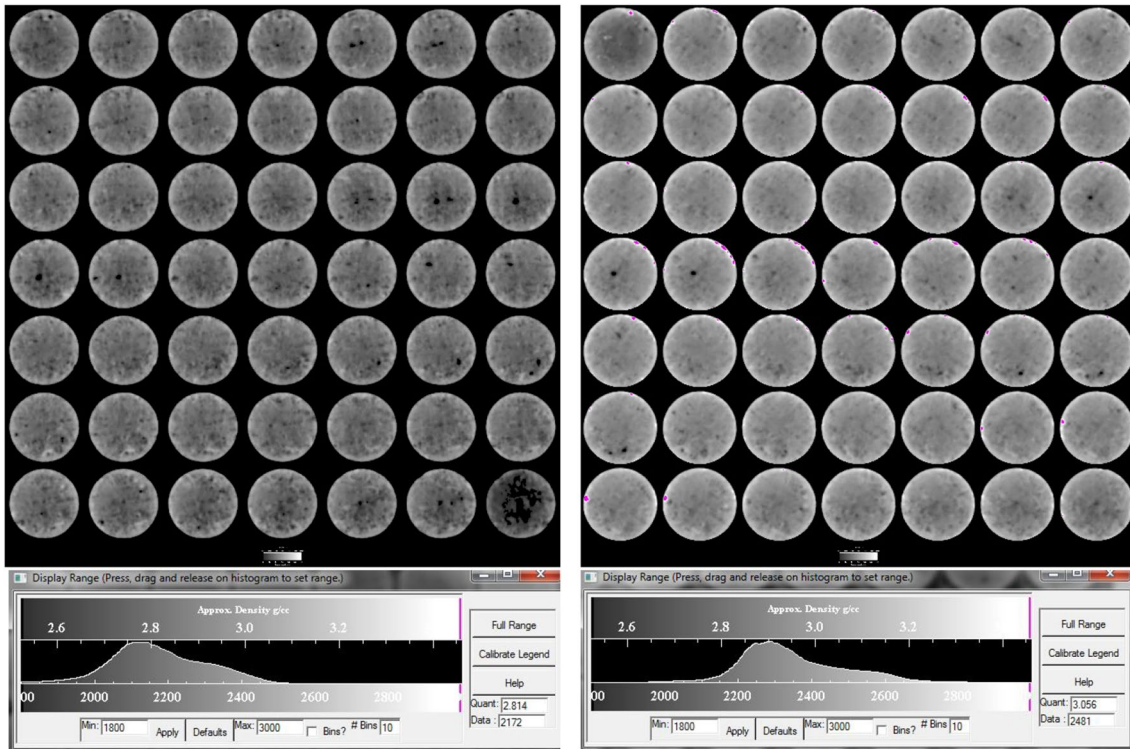 Display Range (Press, drag and release on histogram to set range.)
Approx. Density g/cc
2.6 2.8 3.0 3.2
00 2000 2200 2400 2600 2800
Full Range
Calibrate Legend
Help
Quant: 2.814
Data : 2172
Min: 1800 Apply Defaults Max: 3000 Bins? # Bins 10
Display Range (Press, drag and release on histogram to set range.)
Approx. Density g/cc
2.6 2.8 3.0 3.2
00 2000 2200 2400 2600 2800
Full Range
Calibrate Legend
Help
Quant: 3.056
Data : 2481
Min: 1800 Apply Defaults Max: 3000 Bins? # Bins 10